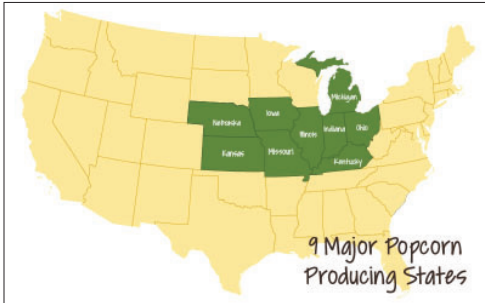 Michigan
Iowa
Nebraska
Illinois
Indiana
Ohio
Kansas
Missouri
Kentucky
9 Major Popcorn
Producing States